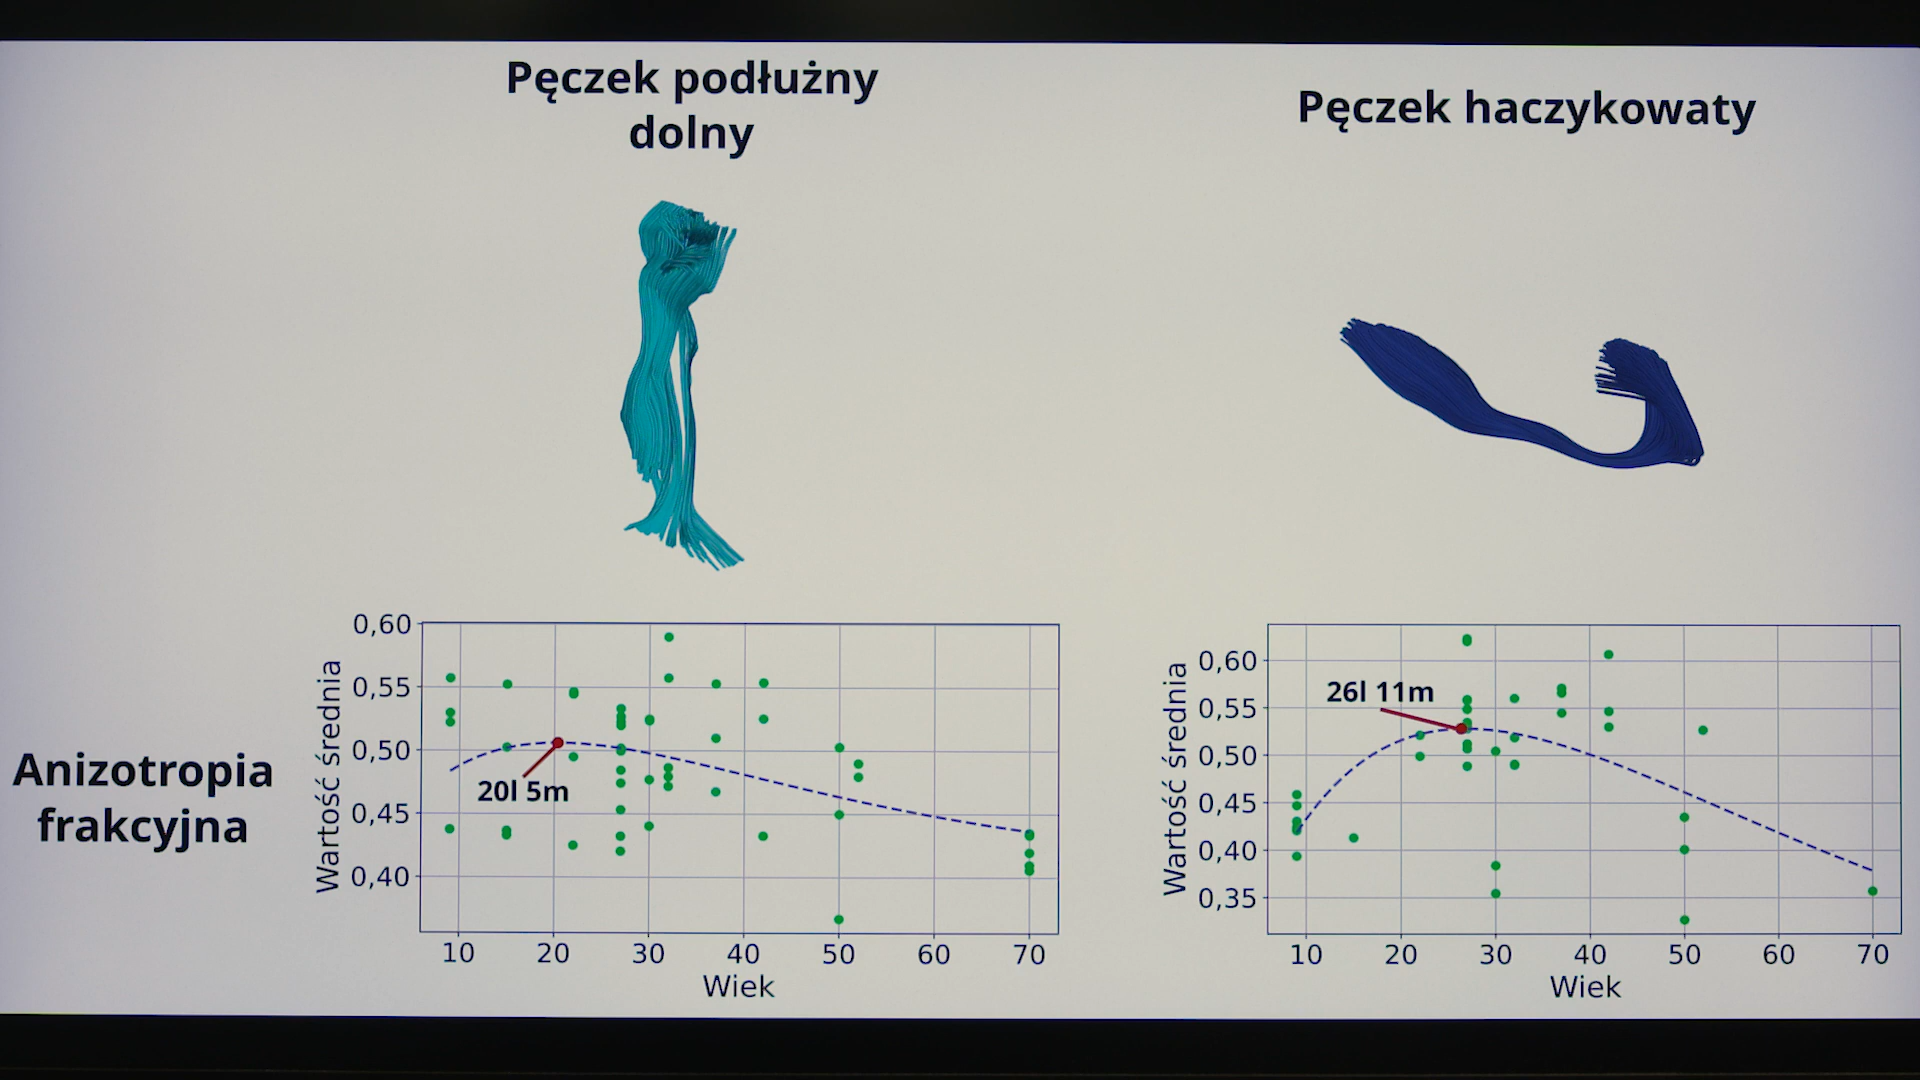 Pęczek podłużny
dolny
Pęczek haczykowaty
Anizotropia
frakcyjna
Wartość średnia
0,60
0,55
0,50
0,45
0,40
20l 5m
10 20 30 40 50 60 70
Wiek
Wartość średnia
0,60
0,55
0,50
0,45
0,40
0,35
26l 11m
10 20 30 40 50 60 70
Wiek